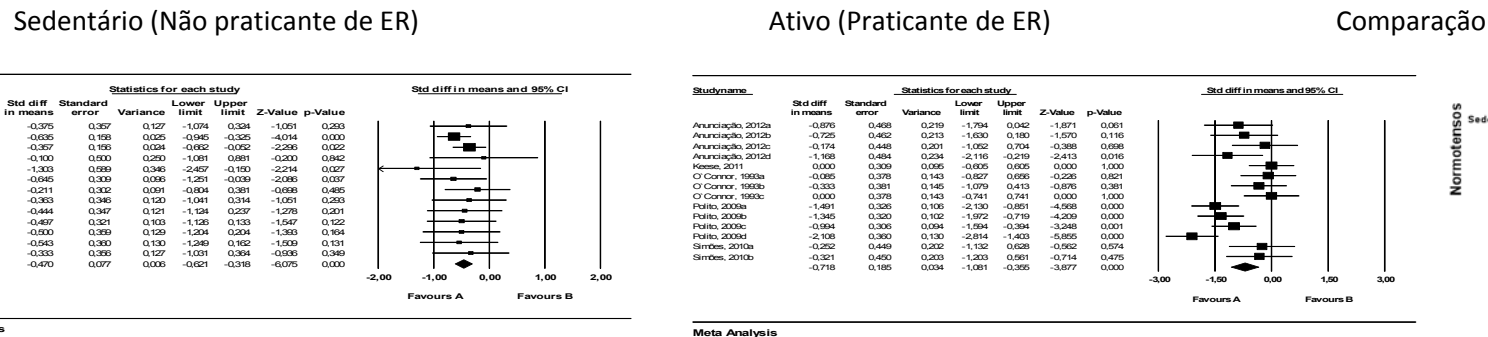 Sedentário (Não praticante de ER) Ativo (Praticante de ER) Comparação
Statistics for each study Std diff in means and 95% CI
Std diff in means Standard error Variance Lower limit Upper limit Z-Value p-Value
-0,375 0,357 0,127 -1,074 0,324 -1,051 0,293
-0,635 0,158 0,025 -0,945 -0,325 -4,014 0,000
-0,357 0,156 0,024 -0,662 -0,052 -2,296 0,022
-0,100 0,500 0,250 -1,081 0,881 -0,200 0,842
-1,303 0,589 0,346 -2,457 -0,150 -2,214 0,027
-0,645 0,309 0,096 -1,251 -0,039 -2,086 0,037
-0,211 0,302 0,091 -0,804 0,381 -0,698 0,485
-0,363 0,346 0,120 -1,041 0,314 -1,051 0,293
-0,444 0,347 0,121 -1,124 0,237 -1,278 0,201
-0,497 0,321 0,103 -1,126 0,133 -1,547 0,122
-0,500 0,359 0,129 -1,204 0,204 -1,393 0,164
-0,543 0,360 0,130 -1,249 0,162 -1,509 0,131
-0,333 0,356 0,127 -1,031 0,364 -0,936 0,349
-0,470 0,077 0,006 -0,621 -0,318 -6,075 0,000
-2,00 -1,00 0,00 1,00 2,00
Favours A Favours B
Studyname Statistics for each study Std diff in means and 95% CI
Std diff in means Standard error Variance Lower limit Upper limit Z-Value p-Value
Anunciação, 2012a -0,876 0,468 0,219 -1,794 0,042 -1,871 0,061
Anunciação, 2012b -0,725 0,462 0,213 -1,630 0,180 -1,570 0,116
Anunciação, 2012c -0,174 0,448 0,201 -1,052 0,704 -0,388 0,698
Anunciação, 2012d -1,168 0,484 0,234 -2,116 -0,219 -2,413 0,016
Keese, 2011 0,000 0,309 0,095 -0,605 0,605 0,000 1,000
O´Connor, 1993a -0,085 0,378 0,143 -0,827 0,656 -0,226 0,821
O´Connor, 1993b -0,333 0,381 0,145 -1,079 0,413 -0,876 0,381
O´Connor, 1993c 0,000 0,378 0,143 -0,741 0,741 0,000 1,000
Polito, 2009a -1,491 0,326 0,106 -2,130 -0,851 -4,568 0,000
Polito, 2009b -1,345 0,320 0,102 -1,972 -0,719 -4,209 0,000
Polito, 2009c -0,994 0,306 0,094 -1,594 -0,394 -3,248 0,001
Polito, 2009d -2,108 0,360 0,130 -2,814 -1,403 -5,855 0,000
Simões, 2010a -0,252 0,449 0,202 -1,132 0,628 -0,562 0,574
Simões, 2010b -0,321 0,450 0,203 -1,203 0,561 -0,714 0,475
-0,718 0,185 0,034 -1,081 -0,355 -3,877 0,000
-3,00 -1,50 0,00 1,50 3,00
Favours A Favours B
Meta Analysis
Normotensos